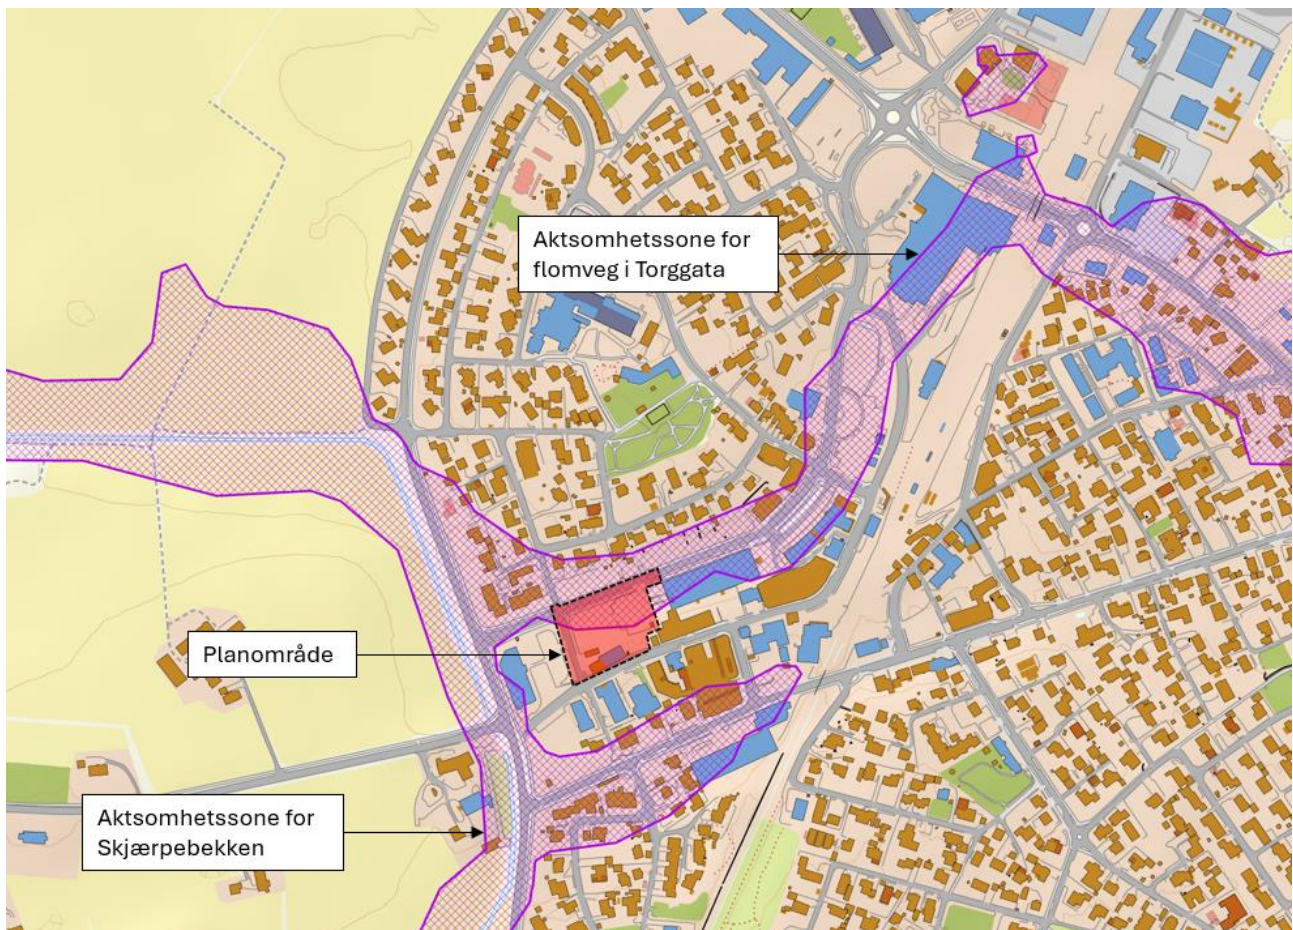 Aktsomhetssone for
flomveg i Torggata
Planområde
Aktsomhetssone for
Skjærpebekken